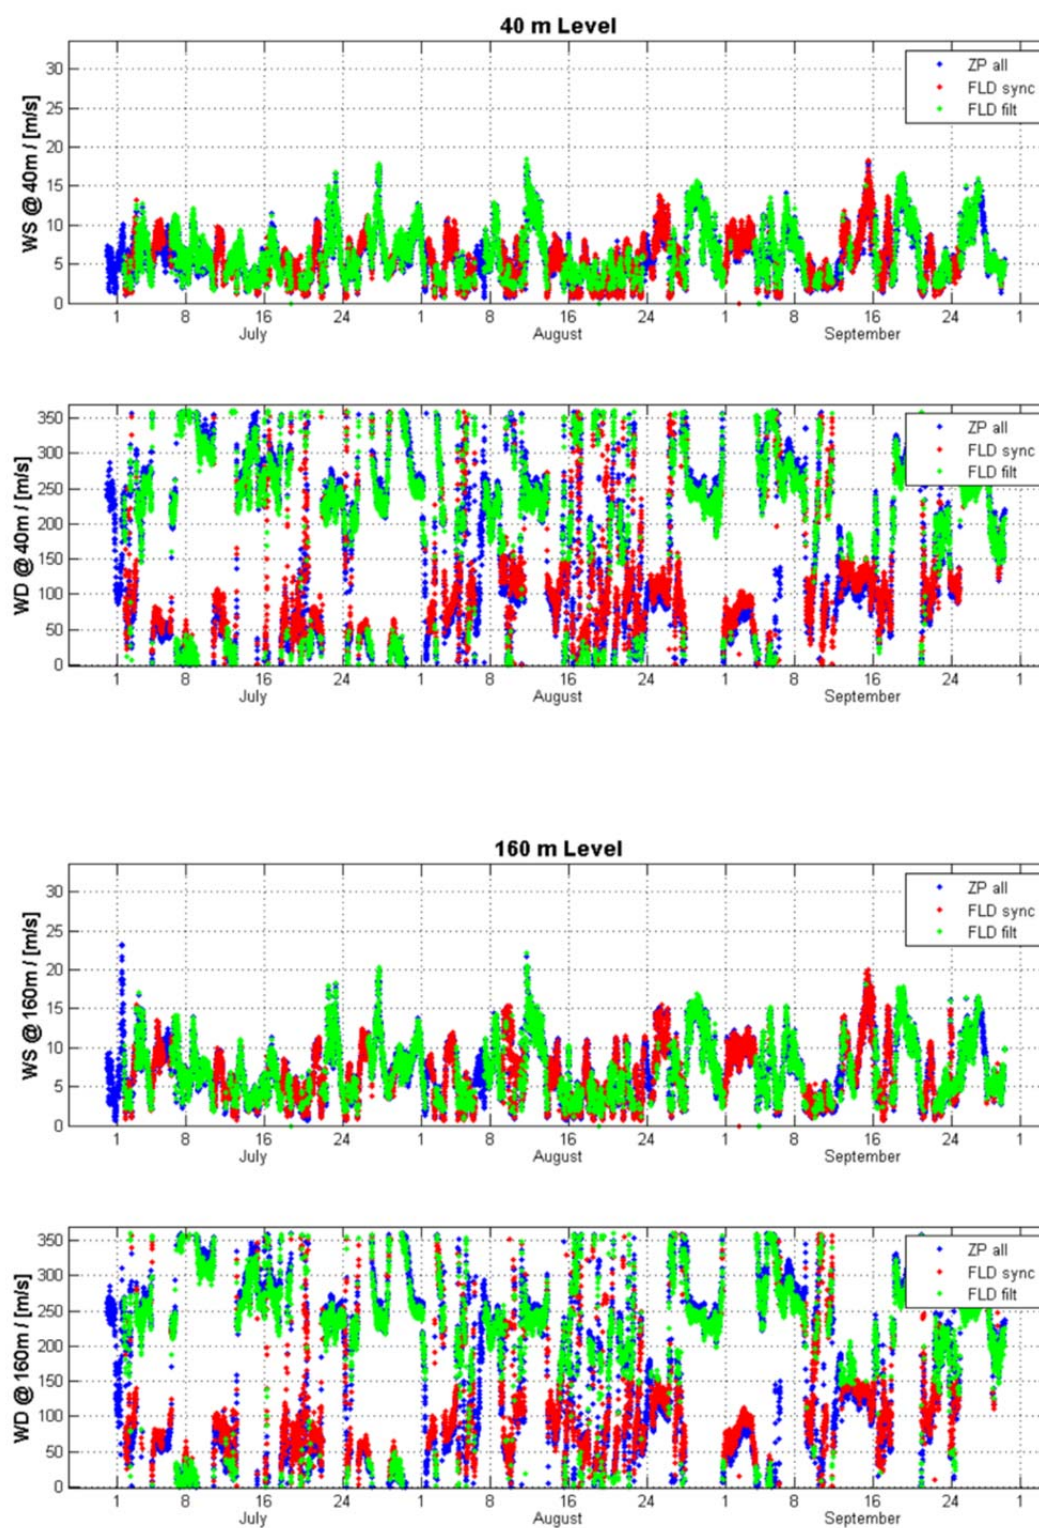 40 m Level
WS @ 40m / [m/s]
30
25
20
15
10
5
0
ZP all
FLD sync
FLD filt
1 8 16 24 1 8 16 24 1 8 16 24 1
July August September
WD @ 40m / [m/s]
350
300
250
200
150
100
50
0
ZP all
FLD sync
FLD filt
1 8 16 24 1 8 16 24 1 8 16 24 1
July August September
160 m Level
WS @160m / [m/s]
30
25
20
15
10
5
0
ZP all
FLD sync
FLD filt
1 8 16 24 1 8 16 24 1 8 16 24 1
July August September
WD @160m / [m/s]
350
300
250
200
150
100
50
0
ZP all
FLD sync
FLD filt
1 8 16 24 1 8 16 24 1 8 16 24 1
July August September